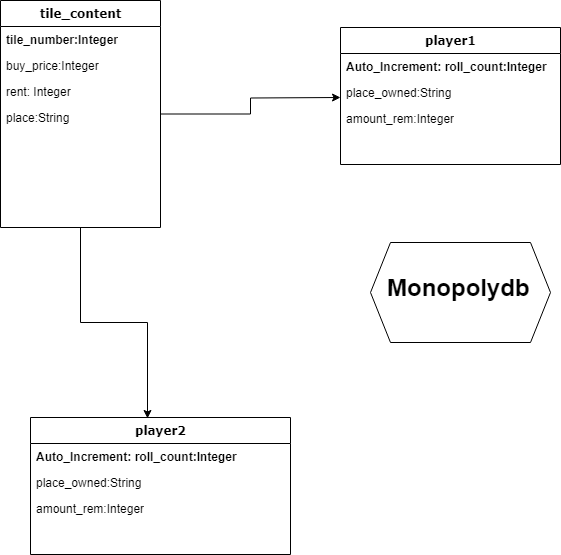 tile_content
tile_number:Integer
buy_price:Integer
rent: Integer
place:String
player1
Auto_Increment: roll_count:Integer
place_owned:String
amount_rem:Integer
Monopolydb
player2
Auto_Increment: roll_count:Integer
place_owned:String
amount_rem:Integer